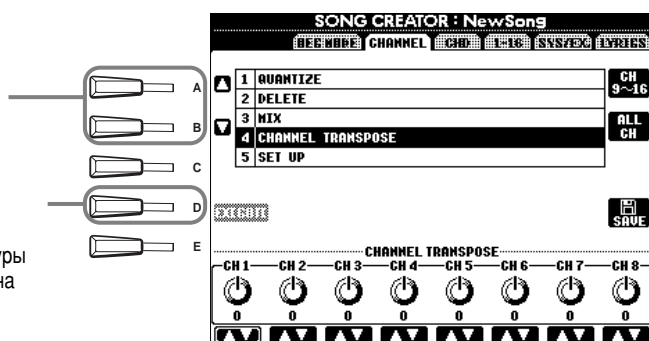 SONG CREATOR : NewSong
REC MODE CHANNEL CHD 1-16 SYS/EX. LYRICS
A
B
C
D
E
1 QUANTIZE
2 DELETE
3 MIX
4 CHANNEL TRANSPOSE
5 SET UP
CH
9~16
ALL
CH
EXECUTE
SAVE
уры
на
CHANNEL TRANSPOSE
CH 1 CH 2 CH 3 CH 4 CH 5 CH 6 CH 7 CH 8
0 0 0 0 0 0 0 0